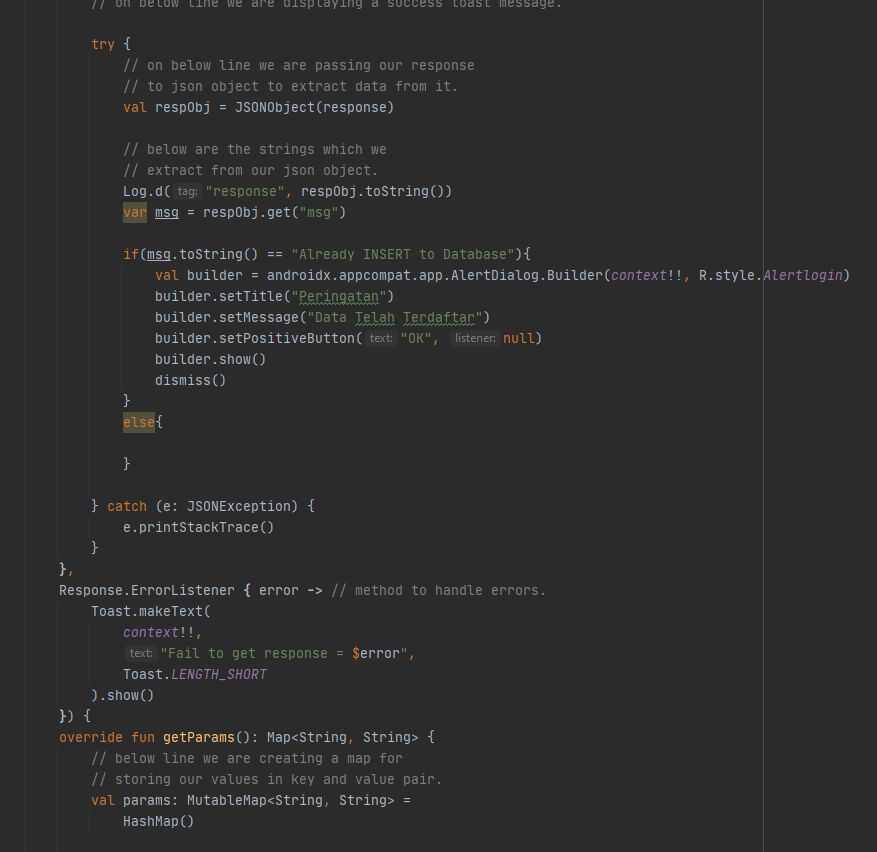 // on below line we are displaying a success toast message.
try {
// on below line we are passing our response
// to json object to extract data from it.
val respObj = JSONObject(response)
// below are the strings which we
// extract from our json object.
Log.d( tag: "response", respObj.toString())
var msg = respObj.get("msg")
if(msg.toString() == "Already INSERT to Database"){
val builder = androidx.appcompat.app.AlertDialog.Builder(context!!, R.style.Alertlogin)
builder.setTitle("Peringatan")
builder.setMessage("Data Telah Terdaftar")
builder.setPositiveButton( text: "OK", listener: null)
builder.show()
dismiss()
}
else{
}
} catch (e: JSONException) {
e.printStackTrace()
}
},
Response.ErrorListener { error -> // method to handle errors.
Toast.makeText(
context!!,
text: "Fail to get response = $error",
Toast.LENGTH_SHORT
).show()
}) {
override fun getParams(): Map<String, String> {
// below line we are creating a map for
// storing our values in key and value pair.
val params: MutableMap<String, String> =
HashMap()